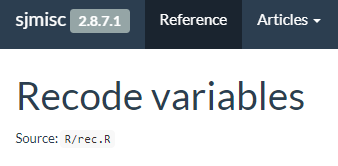 sjmisc 2.8.7.1 Reference Articles
Recode variables
Source: R/rec.R